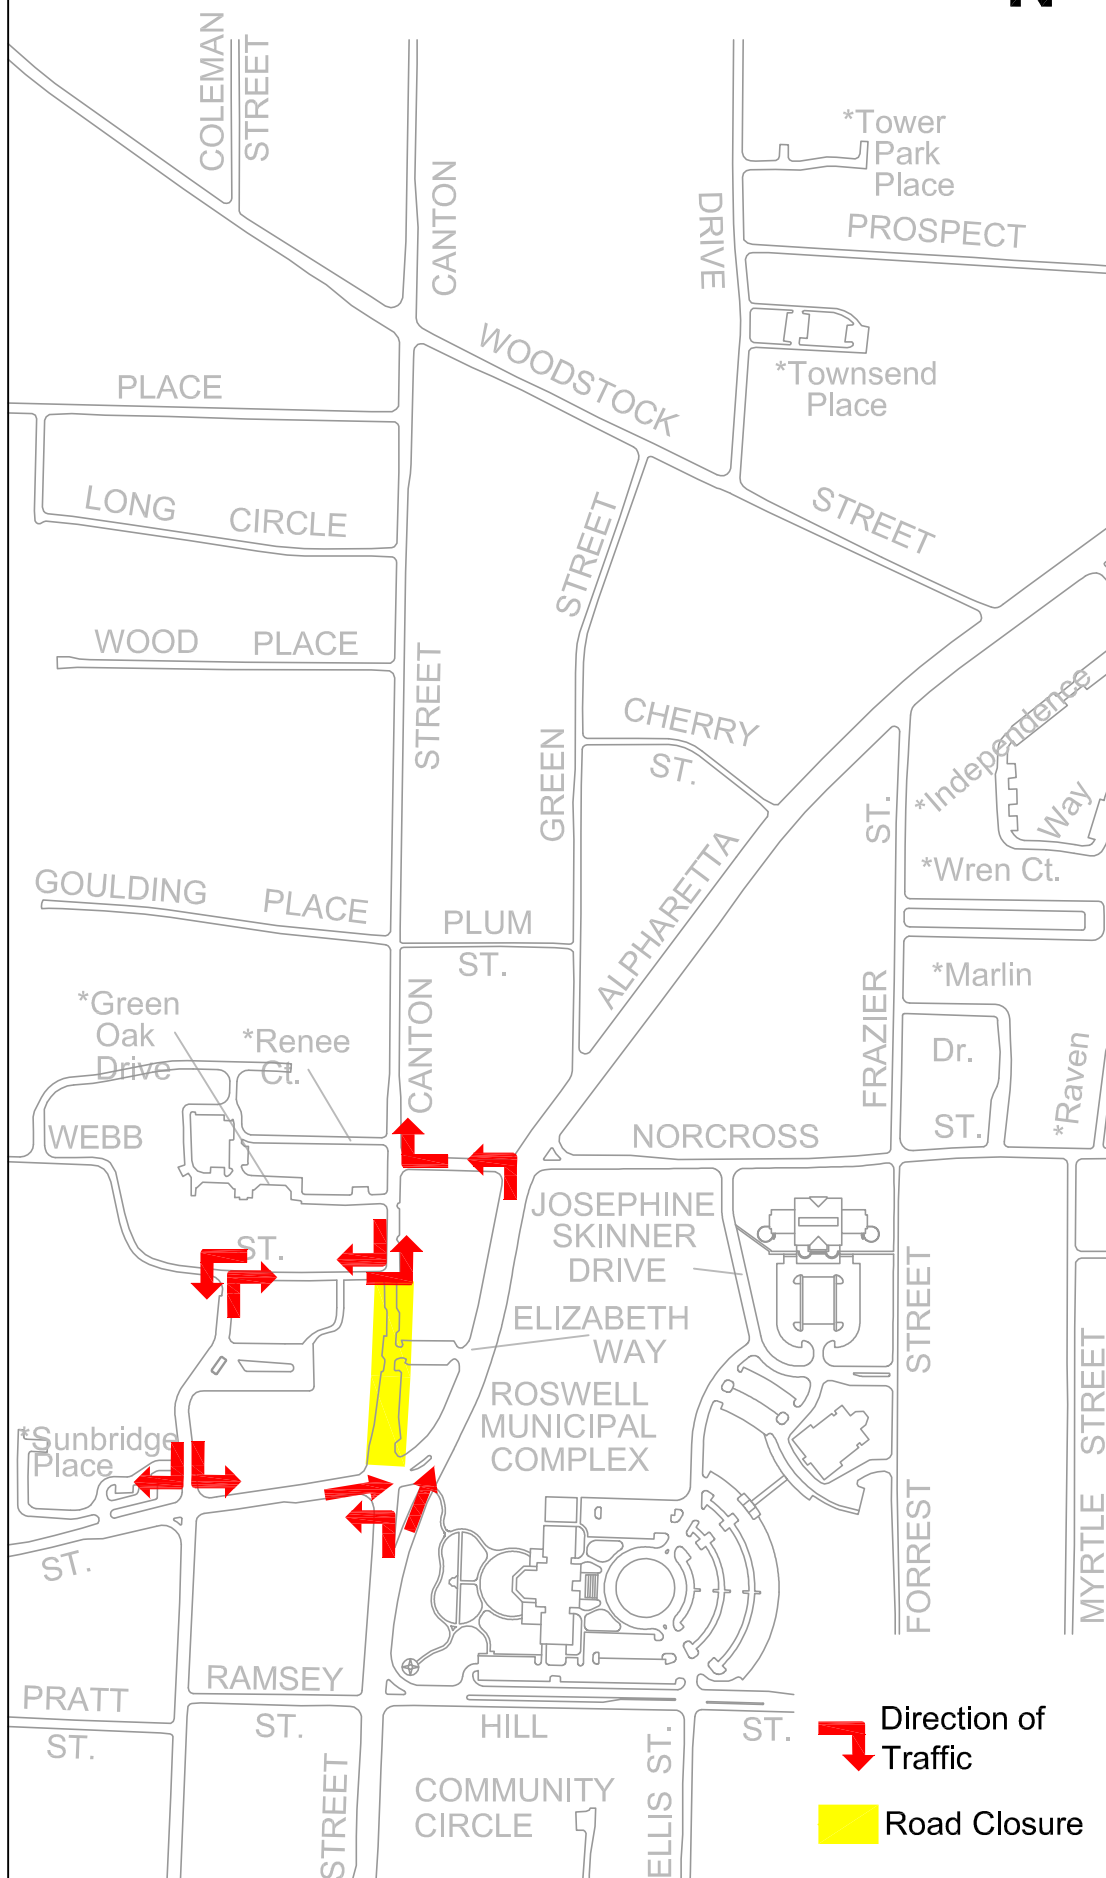 N
COLEMAN
STREET
CANTON
DRIVE
*Tower
Park
Place
PROSPECT
WOODSTOCK
STREET
*Townsend
Place
PLACE
LONG CIRCLE
STREET
WOOD PLACE
STREET
CHERRY
ST.
GREEN
*Independence
Way
ST.
*Wren Ct.
ALPHARETTA
GOULDING PLACE
PLUM
ST.
*Marlin
Dr.
FRAZIER
*Green
Oak
Drive
*Renee
Ct.
CANTON
*Raven
ST.
WEBB
NORCROSS
JOSEPHINE
SKINNER
DRIVE
ST.
ELIZABETH
WAY
STREET
STREET
ROSWELL
MUNICIPAL
COMPLEX
*Sunbridge
Place
FORREST
MYRTLE
ST.
RAMSEY
ST.
PRATT
ST.
HILL
ST.
STREET
COMMUNITY
CIRCLE
ELLIS ST.
Direction of
Traffic
Road Closure